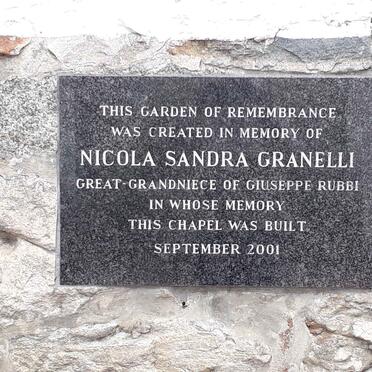 THIS GARDEN OF REMEMBRANCE
WAS CREATED IN MEMORY OF
NICOLA SANDRA GRANELLI
GREAT-GRANDNIECE OF GIUSEPPE RUBBI
IN WHOSE MEMORY
THIS CHAPEL WAS BUILT
SEPTEMBER 2001